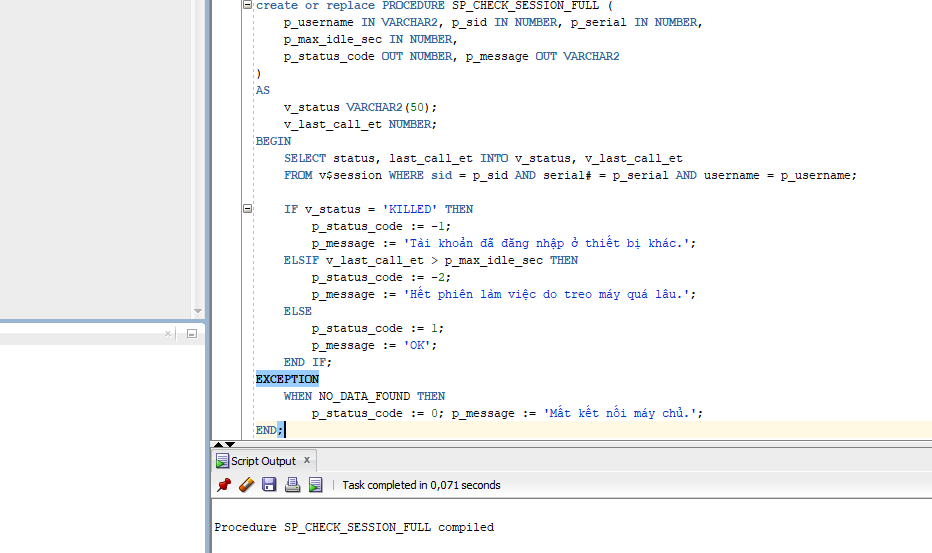 create or replace PROCEDURE SP_CHECK_SESSION_FULL (
    p_username IN VARCHAR2, p_sid IN NUMBER, p_serial IN NUMBER,
    p_max_idle_sec IN NUMBER,
    p_status_code OUT NUMBER, p_message OUT VARCHAR2
)
AS
    v_status VARCHAR2(50);
    v_last_call_et NUMBER;
BEGIN
    SELECT status, last_call_et INTO v_status, v_last_call_et
    FROM v$session WHERE sid = p_sid AND serial# = p_serial AND username = p_username;
    IF v_status = 'KILLED' THEN
        p_status_code := -1;
        p_message := 'Tài khoản đã đăng nhập ở thiết bị khác.';
    ELSIF v_last_call_et > p_max_idle_sec THEN
        p_status_code := -2;
        p_message := 'Hết phiên làm việc do treo máy quá lâu.';
    ELSE
        p_status_code := 1;
        p_message := 'OK';
    END IF;
EXCEPTION
    WHEN NO_DATA_FOUND THEN
        p_status_code := 0; p_message := 'Mất kết nối máy chủ.';
END;
Script Output x
Task completed in 0,071 seconds
Procedure SP_CHECK_SESSION_FULL compiled